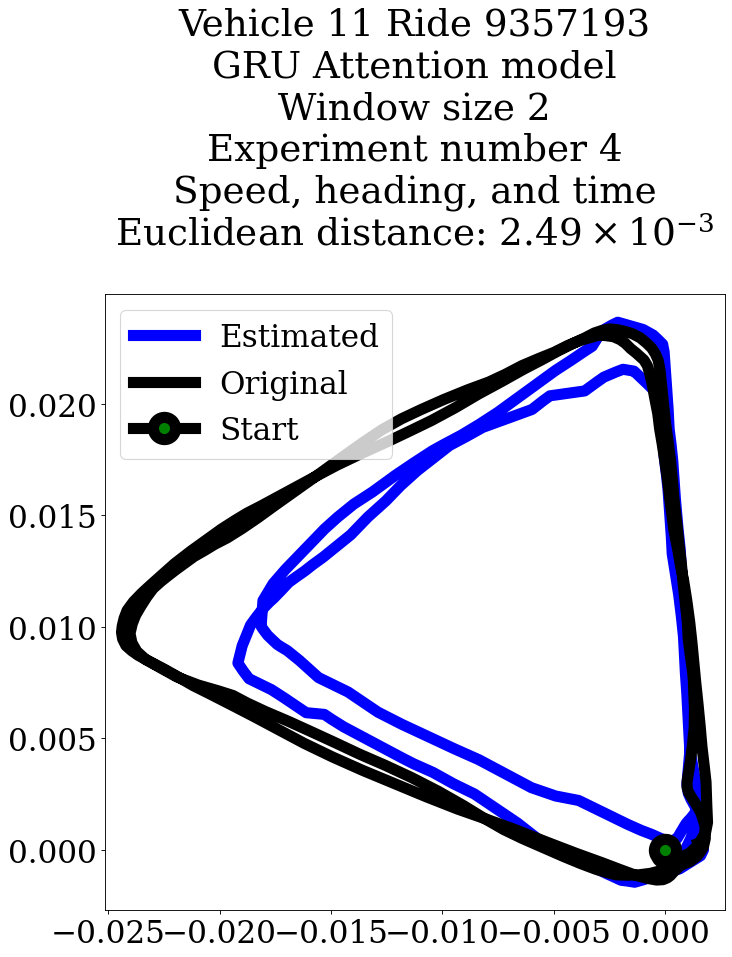 Vehicle 11 Ride 9357193
GRU Attention model
Window size 2
Experiment number 4
Speed, heading, and time
Euclidean distance: 2.49 × 10⁻³
Estimated
Original
Start
0.020
0.015
0.010
0.005
0.000
−0.025 −0.020 −0.015 −0.010 −0.005 0.000